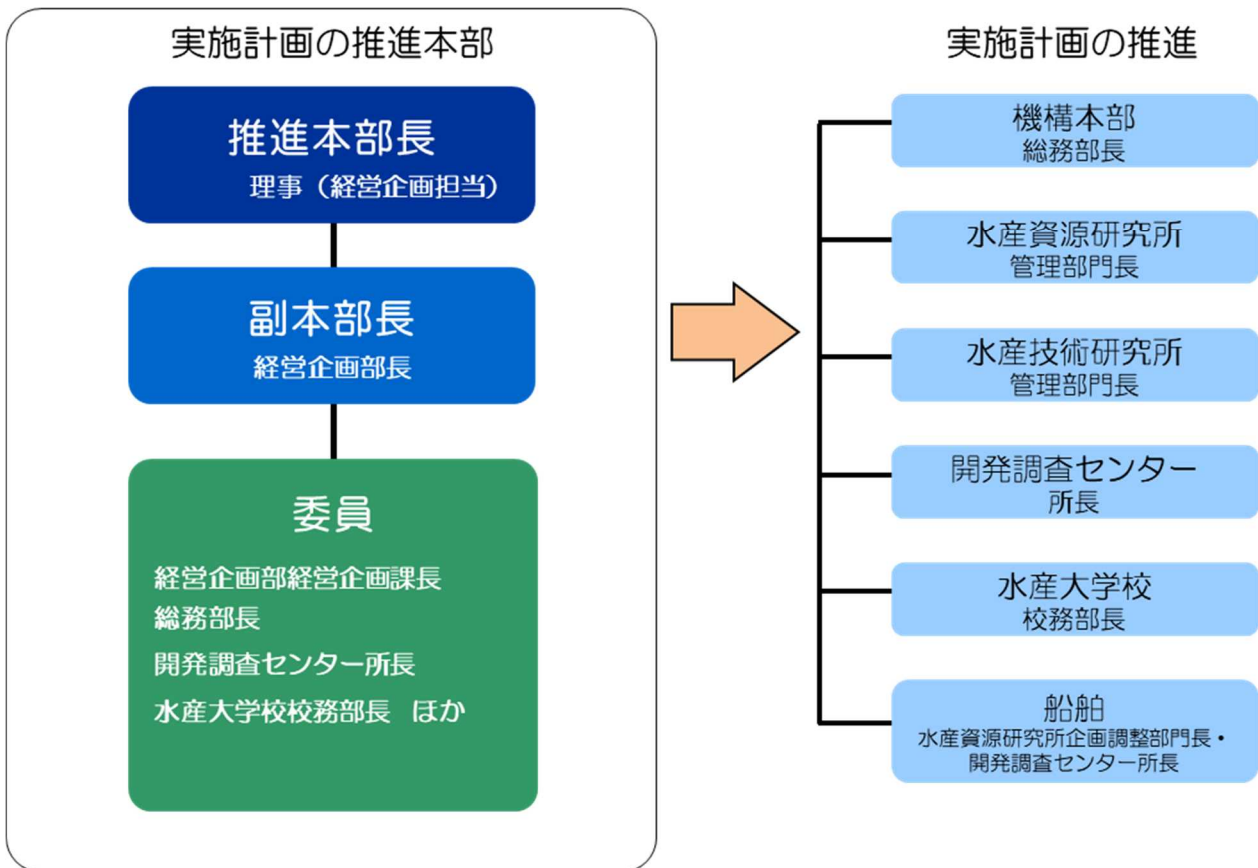 実施計画の推進本部
推進本部長
理事（経営企画担当）
副本部長
経営企画部長
委員
経営企画部経営企画課長
総務部長
開発調査センター所長
水産大学校校務部長　ほか
実施計画の推進
機構本部
総務部長
水産資源研究所
管理部門長
水産技術研究所
管理部門長
開発調査センター
所長
水産大学校
校務部長
船舶
水産資源研究所企画調整部門長・
開発調査センター所長